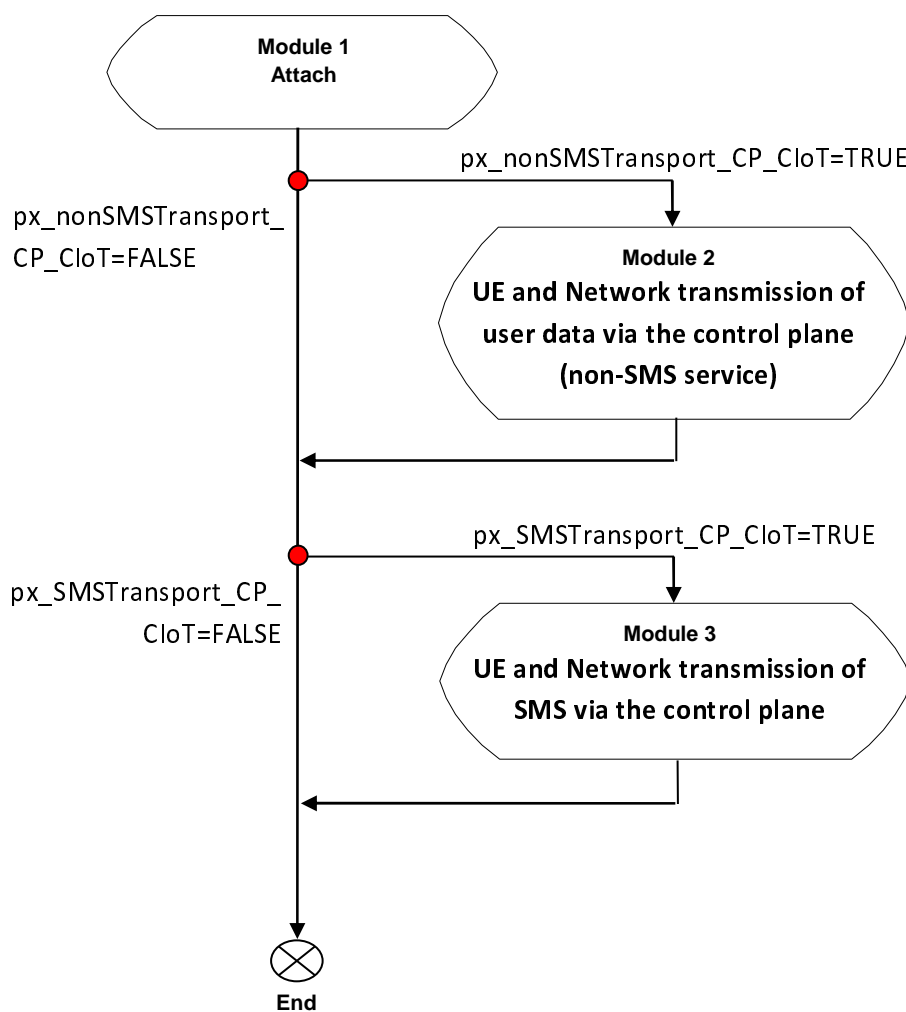 Module 1
Attach
px_nonSMSTransport_CP_CIoT=TRUE
px_nonSMSTransport_
CP_CIoT=FALSE
Module 2
UE and Network transmission of
user data via the control plane
(non-SMS service)
px_SMSTransport_CP_CIoT=TRUE
px_SMSTransport_CP_
CIoT=FALSE
Module 3
UE and Network transmission of
SMS via the control plane
End